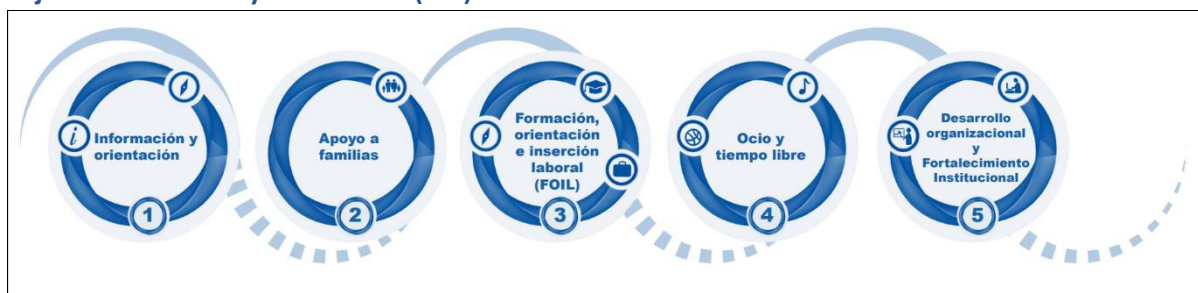 Información y
orientación
1
Apoyo a
familias
2
Formación,
orientación
e inserción
laboral
(FOIL)
3
Ocio y
tiempo libre
4
Desarrollo
organizacional
y
Fortalecimiento
Institucional
5